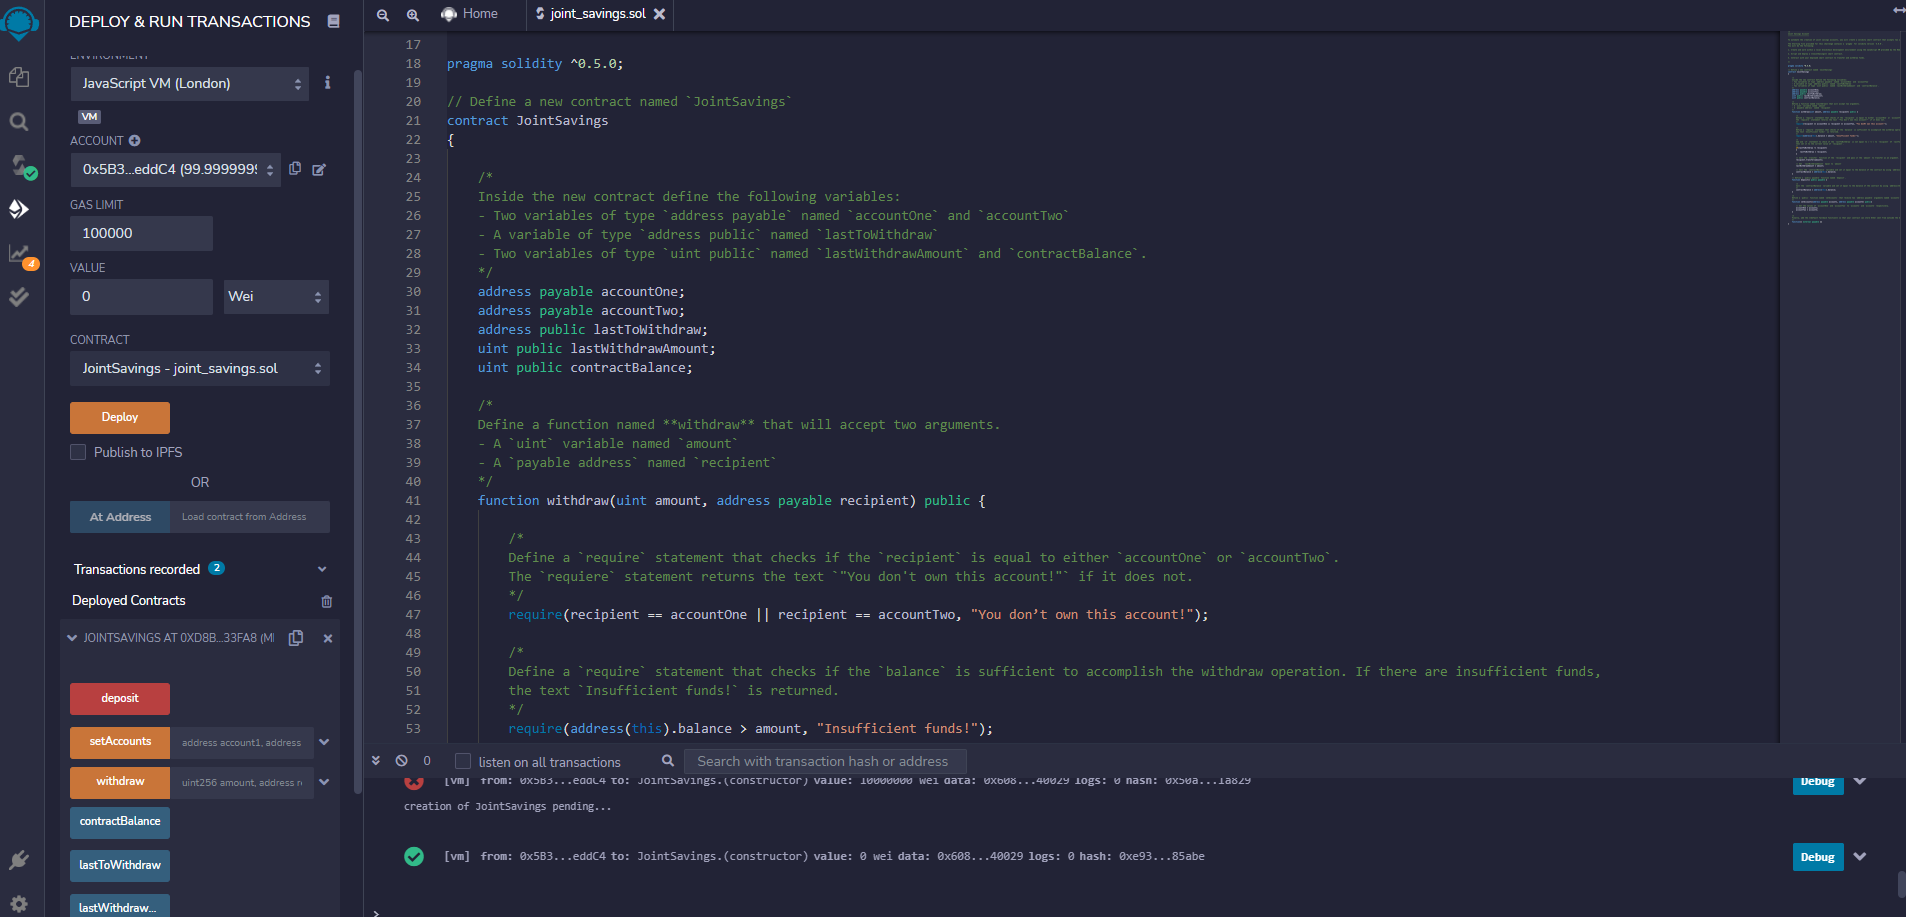 DEPLOY & RUN TRANSACTIONS
ENVIRONMENT
JavaScript VM (London)
VM
ACCOUNT
0x5B3...eddC4 (99.9999999
GAS LIMIT
100000
VALUE
0
Wei
CONTRACT
JointSavings - joint_savings.sol
Deploy
Publish to IPFS
OR
At Address
Load contract from Address
Transactions recorded 2
Deployed Contracts
JOINTSAVINGS AT 0XD8B...33FA8 (M
deposit
setAccounts
address account1, address
withdraw
uint256 amount, address r
contractBalance
lastToWithdraw
lastWithdraw...
4
Home
joint_savings.sol
17
18 pragma solidity ^0.5.0;
19
20 // Define a new contract named `JointSavings`
21 contract JointSavings
22 {
23
24 /*
25 Inside the new contract define the following variables:
26 - Two variables of type `address payable` named `accountOne` and `accountTwo`
27 - A variable of type `address public` named `lastToWithdraw`
28 - Two variables of type `uint public` named `lastWithdrawAmount` and `contractBalance`.
29 */
30 address payable accountOne;
31 address payable accountTwo;
32 address public lastToWithdraw;
33 uint public lastWithdrawAmount;
34 uint public contractBalance;
35
36 /*
37 Define a function named **withdraw** that will accept two arguments.
38 - A `uint` variable named `amount`
39 - A `payable address` named `recipient`
40 */
41 function withdraw(uint amount, address payable recipient) public {
42
43 /*
44 Define a `require` statement that checks if the `recipient` is equal to either `accountOne` or `accountTwo`.
45 The `requiere` statement returns the text `"You don't own this account!"` if it does not.
46 */
47 require(recipient == accountOne || recipient == accountTwo, "You don’t own this account!");
48
49 /*
50 Define a `require` statement that checks if the `balance` is sufficient to accomplish the withdraw operation. If there are insufficient funds,
51 the text `Insufficient funds!` is returned.
52 */
53 require(address(this).balance > amount, "Insufficient funds!");
0
listen on all transactions
Search with transaction hash or address
[vm] from: 0x5B3...eddC4 to: JointSavings.(constructor) value: 10000000 wei data: 0x608...40029 logs: 0 hash: 0x50a...1a829
Debug
creation of JointSavings pending...
[vm] from: 0x5B3...eddC4 to: JointSavings.(constructor) value: 0 wei data: 0x608...40029 logs: 0 hash: 0xe93...85abe
Debug
>